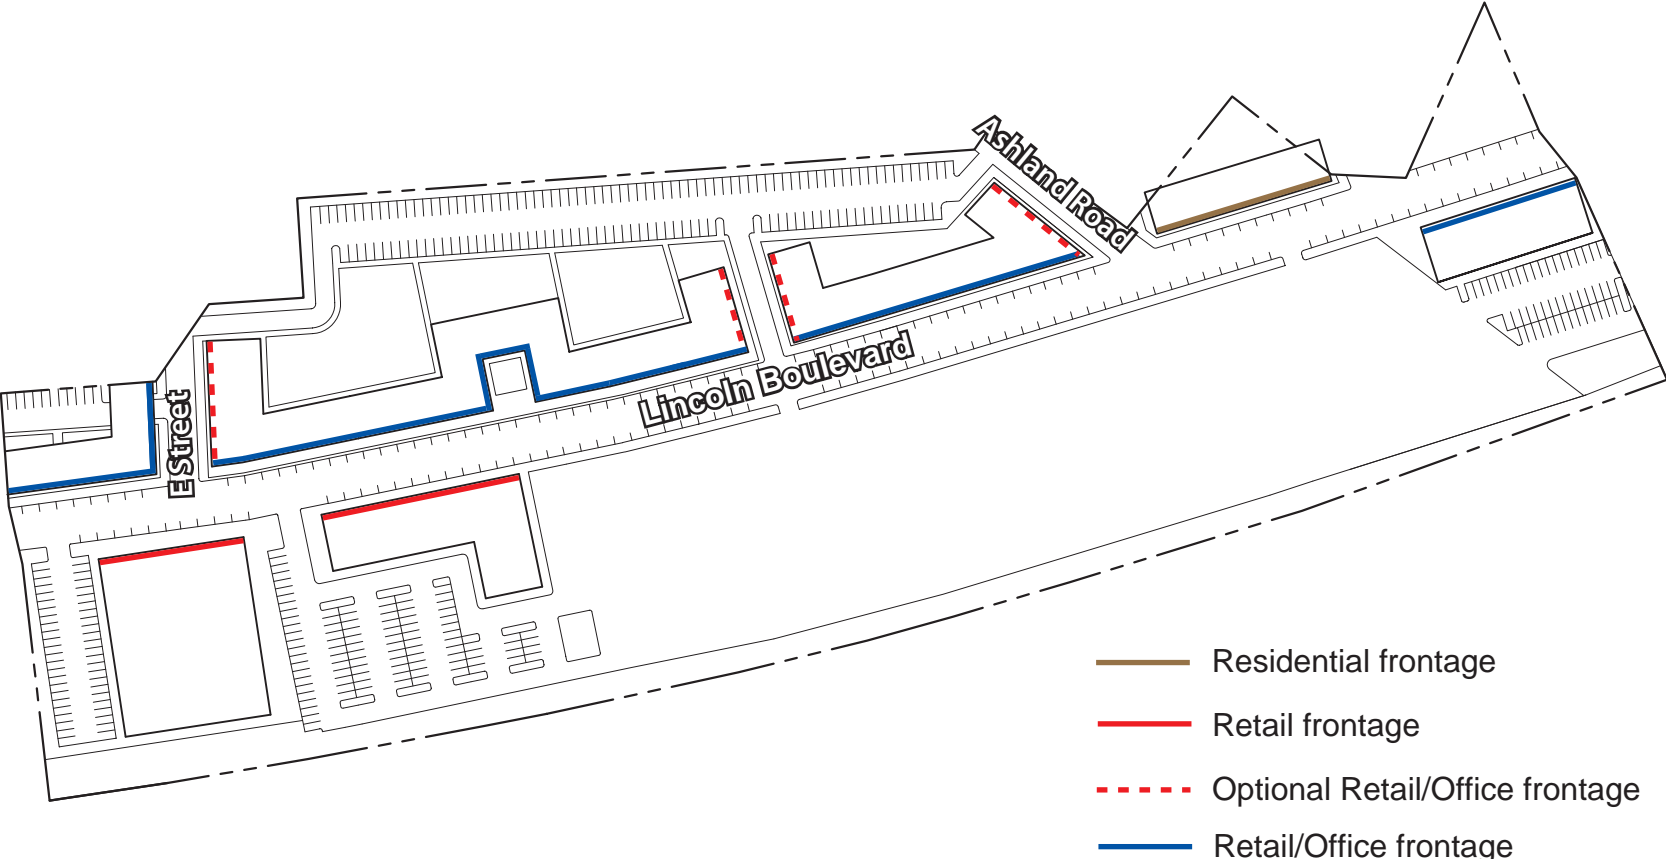 Ashland Road
Lincoln Boulevard
E Street
Residential frontage
Retail frontage
Optional Retail/Office frontage
Retail/Office frontage